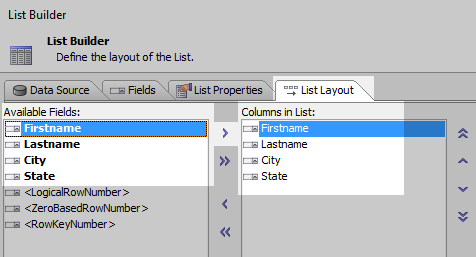 List Builder
List Builder
Define the layout of the List.
Data Source Fields List Properties List Layout
Available Fields:
Firstname
Lastname
City
State
<LogicalRowNumber>
<ZeroBasedRowNumber>
<RowKeyNumber>
Columns in List:
Firstname
Lastname
City
State